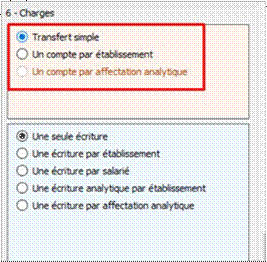 6 - Charges
Transfert simple
Un compte par établissement
Un compte par affectation analytique
Une seule écriture
Une écriture par établissement
Une écriture par salarié
Une écriture analytique par établissement
Une écriture par affectation analytique